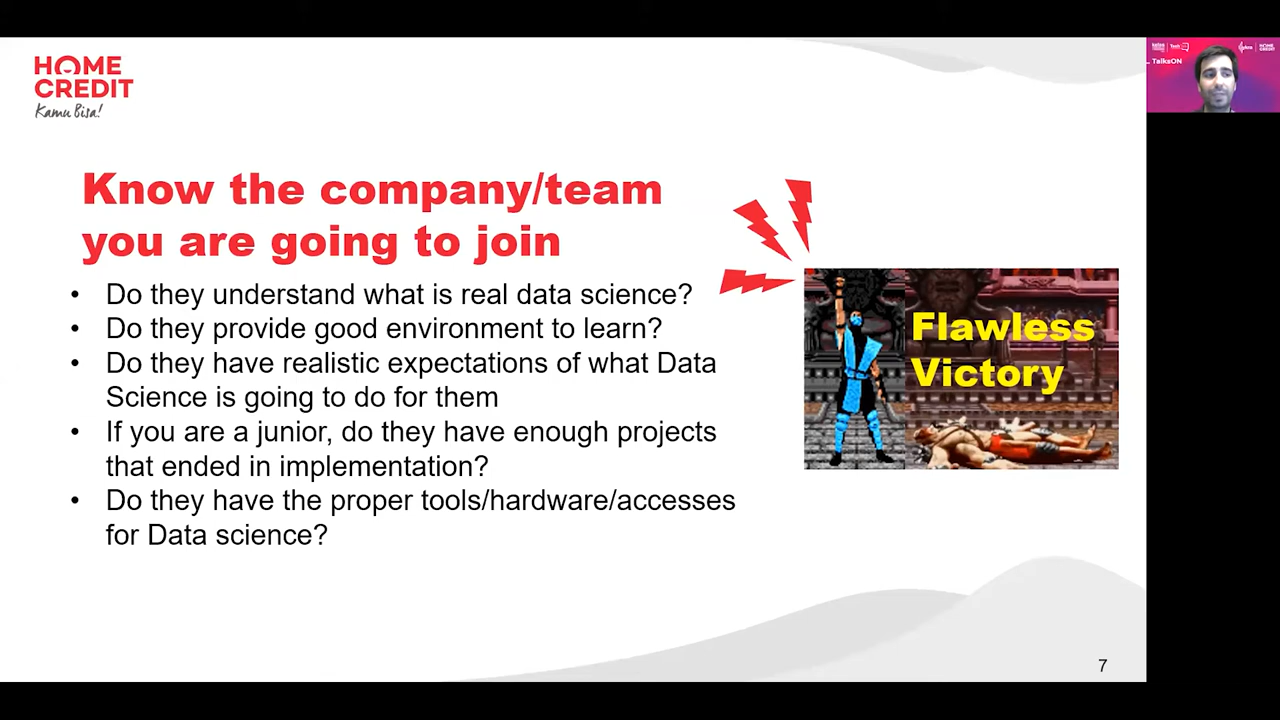 HOME
CREDIT
Kamu Bisa!
TalksON
HOME
CREDIT
Know the company/team
you are going to join
• Do they understand what is real data science?
• Do they provide good environment to learn?
• Do they have realistic expectations of what Data
Science is going to do for them
• If you are a junior, do they have enough projects
that ended in implementation?
• Do they have the proper tools/hardware/accesses
for Data science?
Flawless
Victory
7